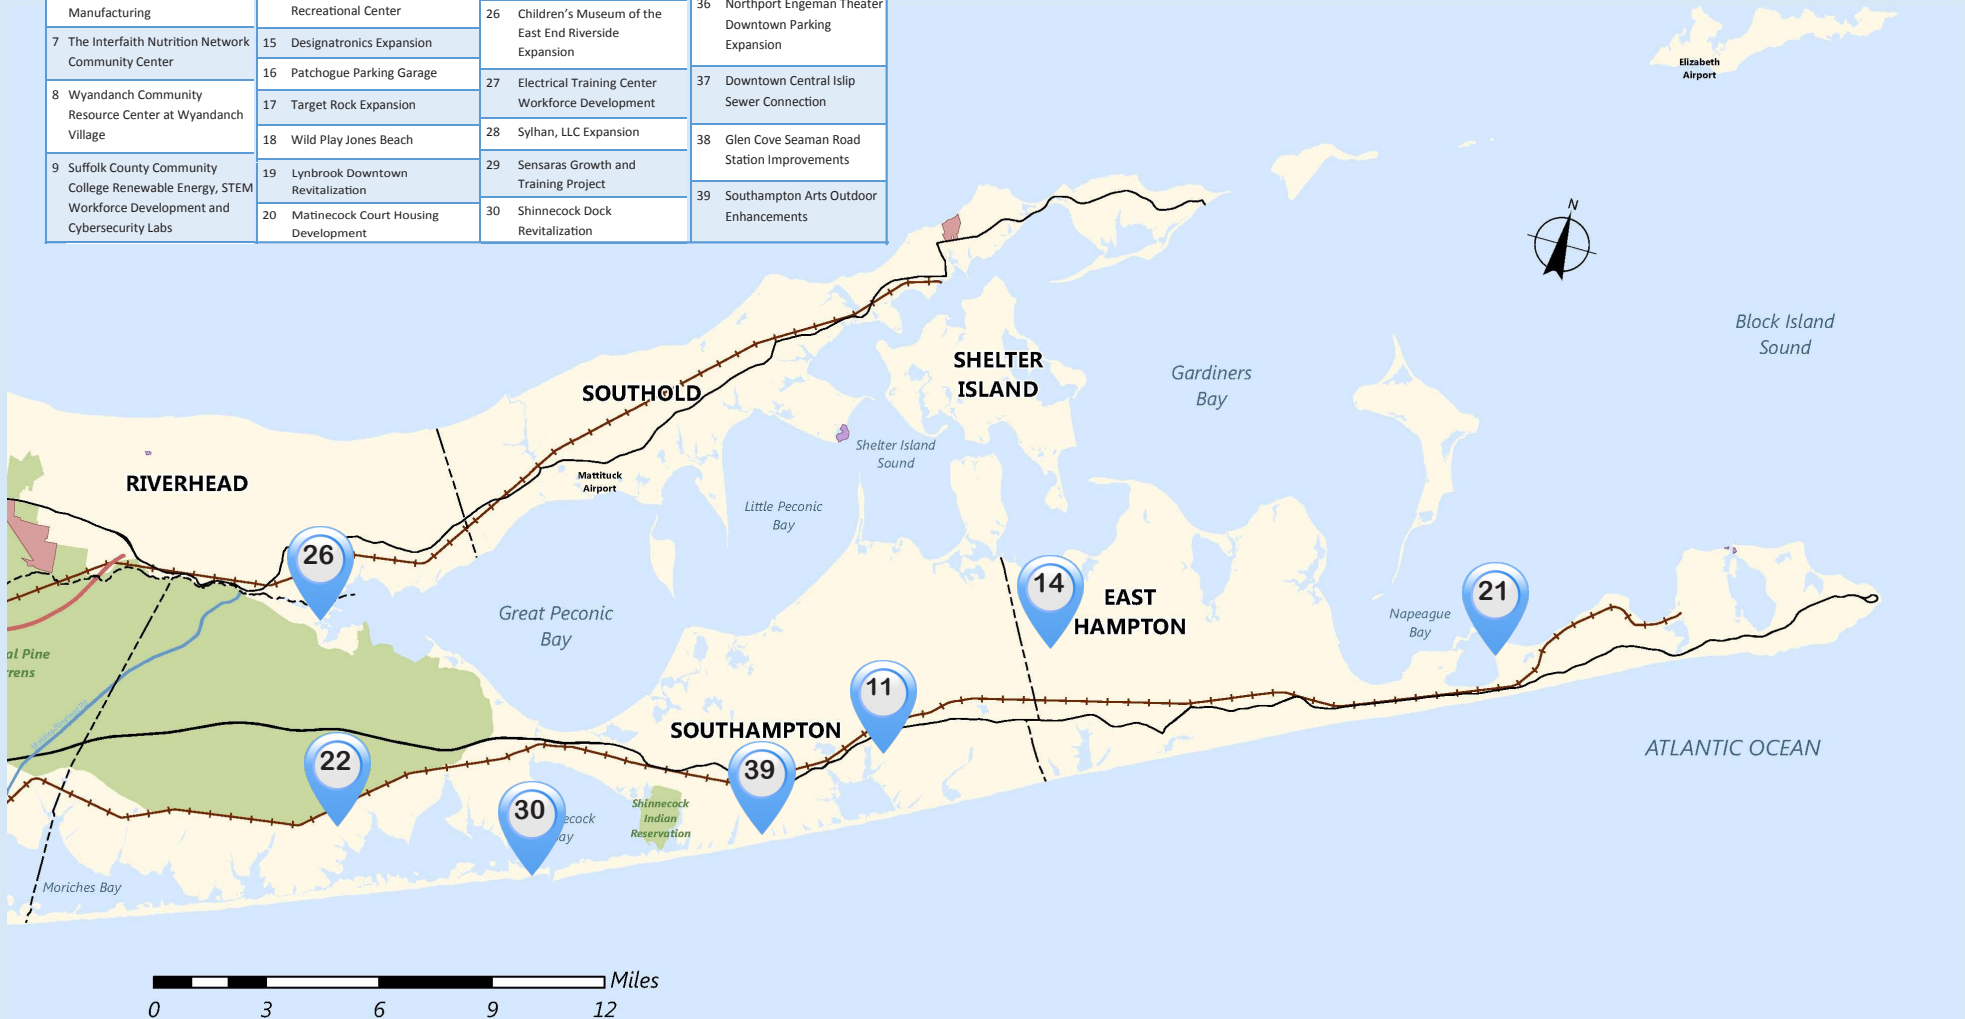 Manufacturing
7 The Interfaith Nutrition Network
Community Center
8 Wyandanch Community
Resource Center at Wyandanch
Village
9 Suffolk County Community
College Renewable Energy, STEM
Workforce Development and
Cybersecurity Labs
Recreational Center
15 Designatronics Expansion
16 Patchogue Parking Garage
17 Target Rock Expansion
18 Wild Play Jones Beach
19 Lynbrook Downtown
Revitalization
20 Matinecock Court Housing
Development
26 Children's Museum of the
East End Riverside
Expansion
27 Electrical Training Center
Workforce Development
28 Sylhan, LLC Expansion
29 Sensaras Growth and
Training Project
30 Shinnecock Dock
Revitalization
36 Northport Engeman Theater
Downtown Parking
Expansion
37 Downtown Central Islip
Sewer Connection
38 Glen Cove Seaman Road
Station Improvements
39 Southampton Arts Outdoor
Enhancements
Elizabeth
Airport
N
Block Island
Sound
SHELTER
ISLAND
Gardiners
Bay
SOUTHOLD
Shelter Island
Sound
Mattituck
Airport
RIVERHEAD
Little Peconic
Bay
26
14
EAST
HAMPTON
21
Napeague
Bay
Great Peconic
Bay
al Pine
rrens
11
SOUTHAMPTON
22
39
30
ecock
ay
Shinnecock
Indian
Reservation
ATLANTIC OCEAN
Moriches Bay
Miles
0 3 6 9 12